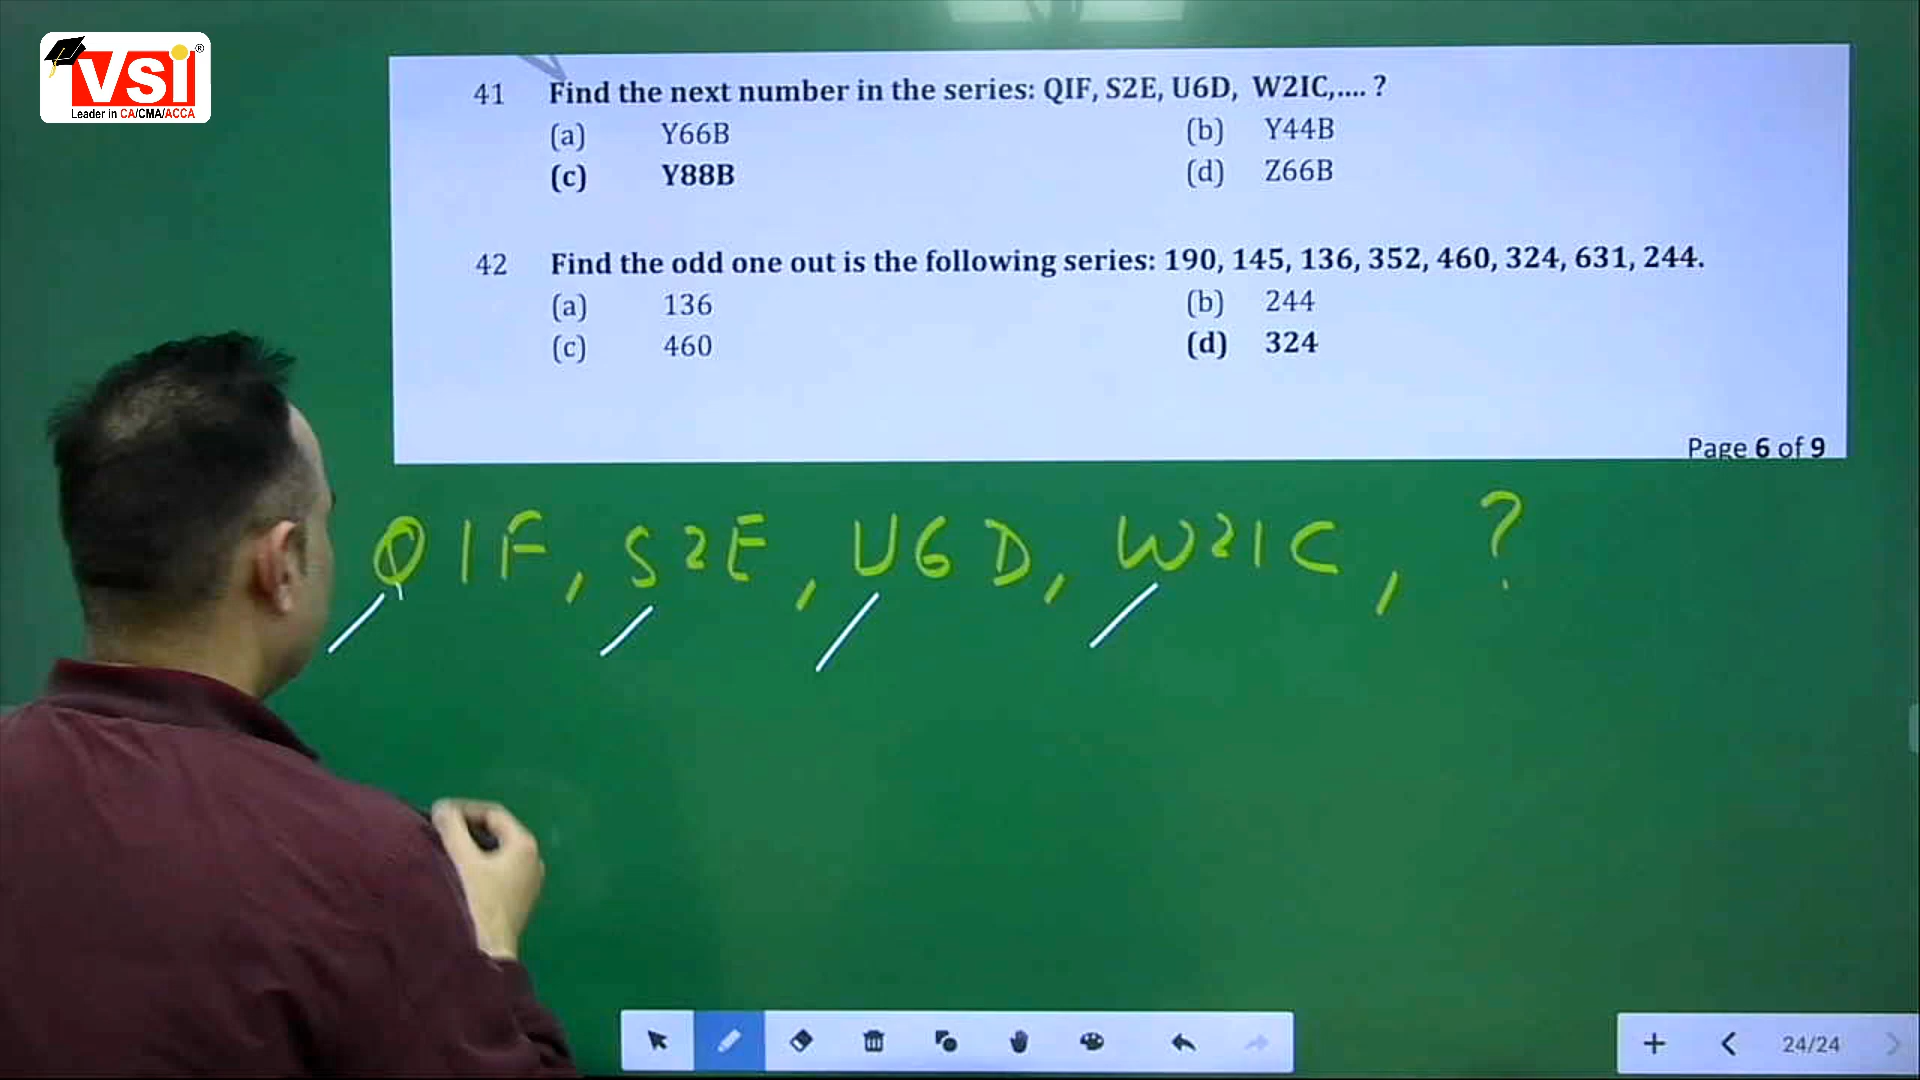 VSI®
Leader in CA/CMA/ACCA
41 Find the next number in the series: QIF, S2E, U6D, W2IC,.... ?
(a) Y66B (b) Y44B
(c) Y88B (d) Z66B
42 Find the odd one out is the following series: 190, 145, 136, 352, 460, 324, 631, 244.
(a) 136 (b) 244
(c) 460 (d) 324
Page 6 of 9
Q1F, S2E, U6D, W21C, ?
24/24